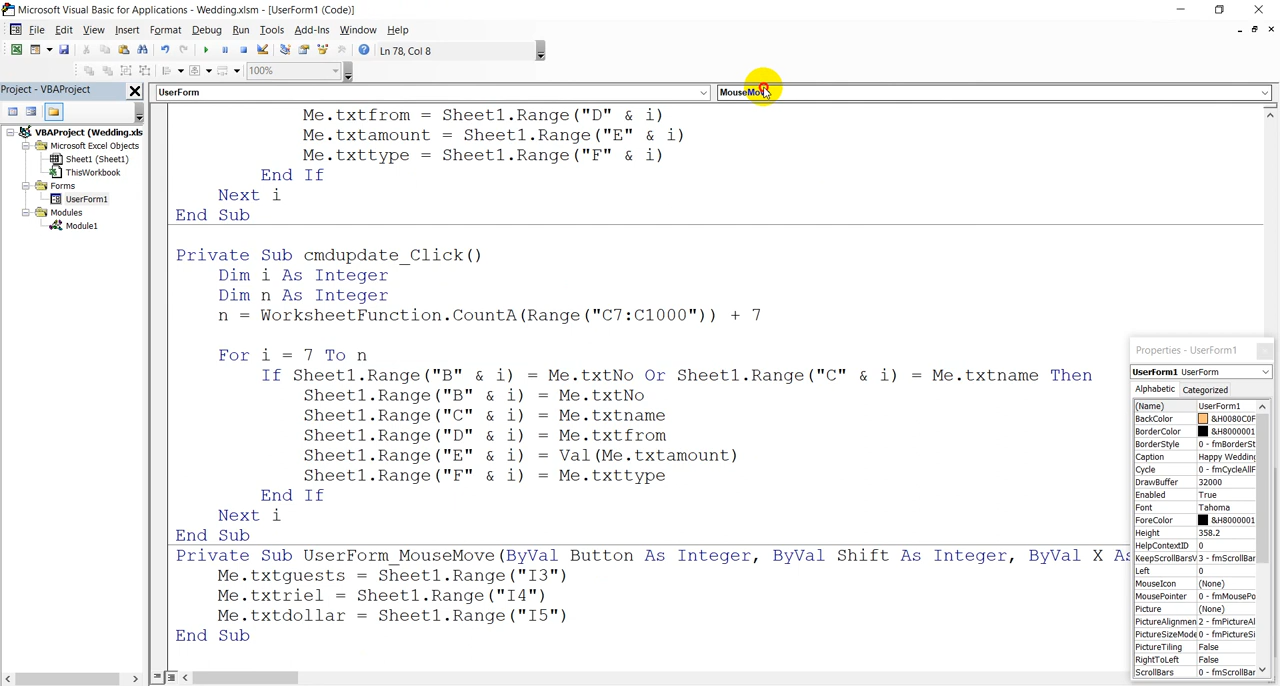 Microsoft Visual Basic for Applications - Wedding.xlsm - [UserForm1 (Code)]
File Edit View Insert Format Debug Run Tools Add-Ins Window Help
Ln 78, Col 8
100%
Project - VBAProject
UserForm
MouseMov
VBAProject (Wedding.xls
Microsoft Excel Objects
Sheet1 (Sheet1)
ThisWorkbook
Forms
UserForm1
Modules
Module1
Me.txtfrom = Sheet1.Range("D" & i)
Me.txtamount = Sheet1.Range("E" & i)
Me.txttype = Sheet1.Range("F" & i)
End If
Next i
End Sub
Private Sub cmdupdate_Click()
Dim i As Integer
Dim n As Integer
n = WorksheetFunction.CountA(Range("C7:C1000")) + 7
For i = 7 To n
If Sheet1.Range("B" & i) = Me.txtNo Or Sheet1.Range("C" & i) = Me.txtname Then
Sheet1.Range("B" & i) = Me.txtNo
Sheet1.Range("C" & i) = Me.txtname
Sheet1.Range("D" & i) = Me.txtfrom
Sheet1.Range("E" & i) = Val(Me.txtamount)
Sheet1.Range("F" & i) = Me.txttype
End If
Next i
End Sub
Private Sub UserForm_MouseMove(ByVal Button As Integer, ByVal Shift As Integer, ByVal X As
Me.txtguests = Sheet1.Range("I3")
Me.txtriel = Sheet1.Range("I4")
Me.txtdollar = Sheet1.Range("I5")
End Sub
Properties - UserForm1
UserForm1 UserForm
Alphabetic Categorized
(Name) UserForm1
BackColor &H0080C0F
BorderColor &H8000001
BorderStyle 0 - fmBorderSt
Caption Happy Wedding
Cycle 0 - fmCycleAllF
DrawBuffer 32000
Enabled True
Font Tahoma
ForeColor &H8000001
Height 358.2
HelpContextID 0
KeepScrollBarsV 3 - fmScrollBar
Left 0
MouseIcon (None)
MousePointer 0 - fmMousePo
Picture (None)
PictureAlignmen 2 - fmPictureAl
PictureSizeMode 0 - fmPictureSi
PictureTiling False
RightToLeft False
ScrollBars 0 - fmScrollBar